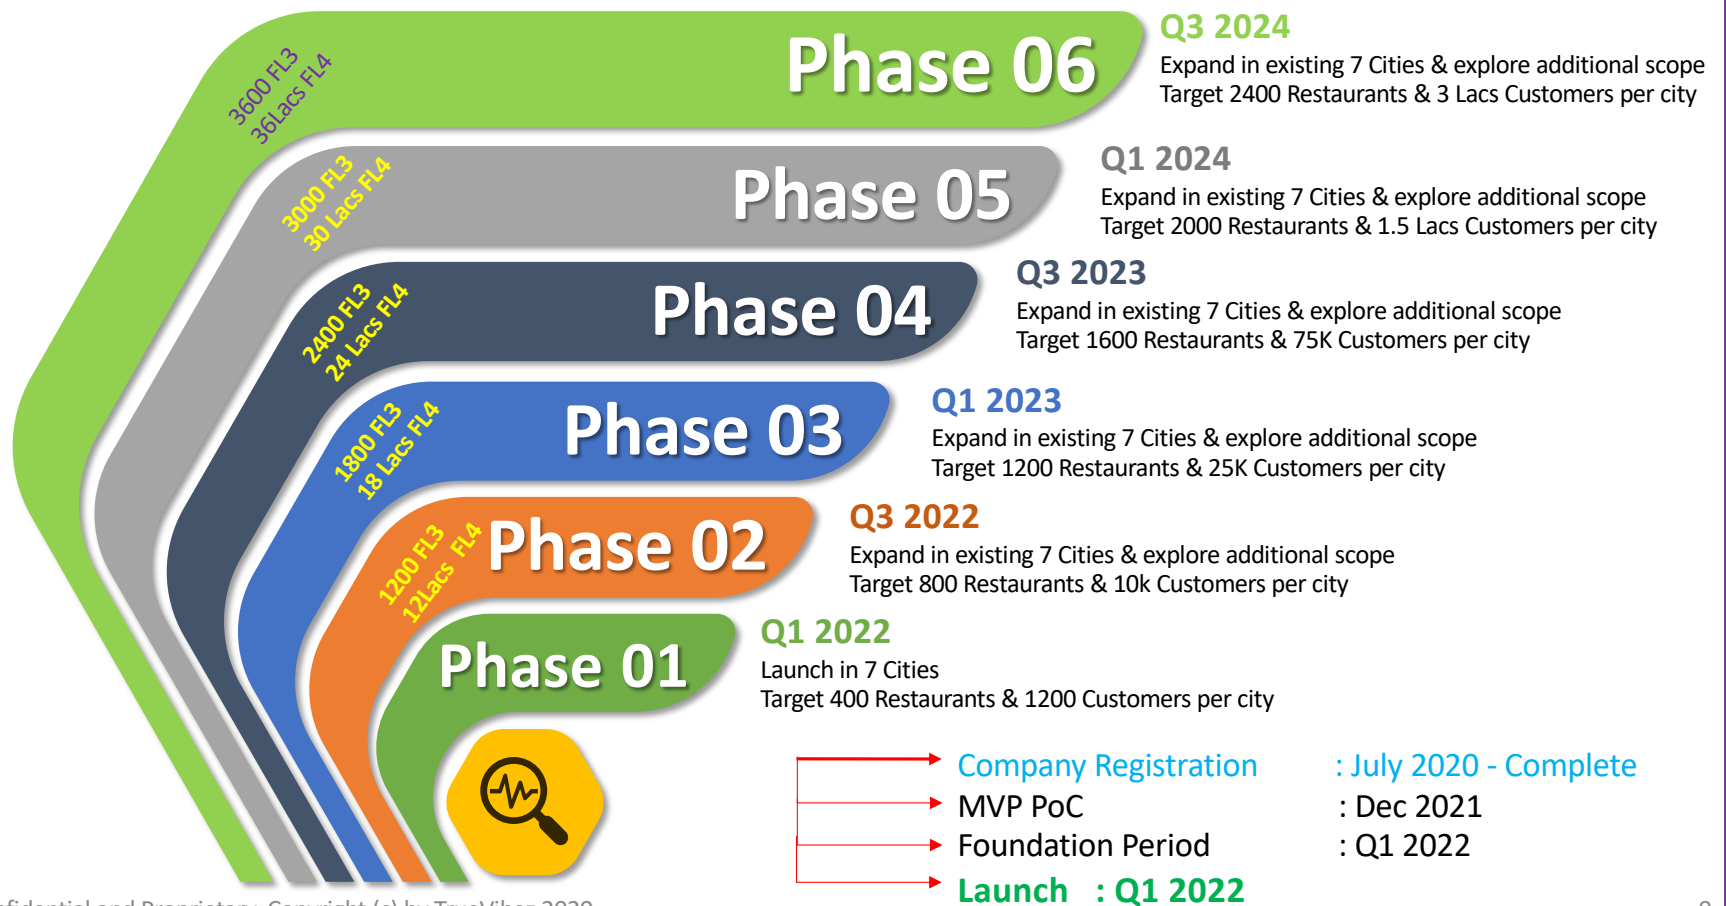 Phase 06
3600 FL3
36Lacs FL4
Q3 2024
Expand in existing 7 Cities & explore additional scope
Target 2400 Restaurants & 3 Lacs Customers per city
Phase 05
3000 FL3
30 Lacs FL4
Q1 2024
Expand in existing 7 Cities & explore additional scope
Target 2000 Restaurants & 1.5 Lacs Customers per city
Phase 04
2400 FL3
24 Lacs FL4
Q3 2023
Expand in existing 7 Cities & explore additional scope
Target 1600 Restaurants & 75K Customers per city
Phase 03
1800 FL3
18 Lacs FL4
Q1 2023
Expand in existing 7 Cities & explore additional scope
Target 1200 Restaurants & 25K Customers per city
Phase 02
1200 FL3
12Lacs FL4
Q3 2022
Expand in existing 7 Cities & explore additional scope
Target 800 Restaurants & 10k Customers per city
Phase 01
Q1 2022
Launch in 7 Cities
Target 400 Restaurants & 1200 Customers per city
Company Registration : July 2020 - Complete
MVP PoC : Dec 2021
Foundation Period : Q1 2022
Launch : Q1 2022